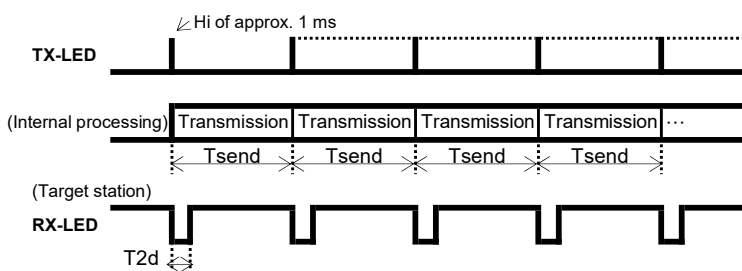 Hi of approx. 1 ms
TX-LED
(Internal processing) Transmission Transmission Transmission Transmission ...
Tsend Tsend Tsend Tsend
(Target station)
RX-LED
T2d